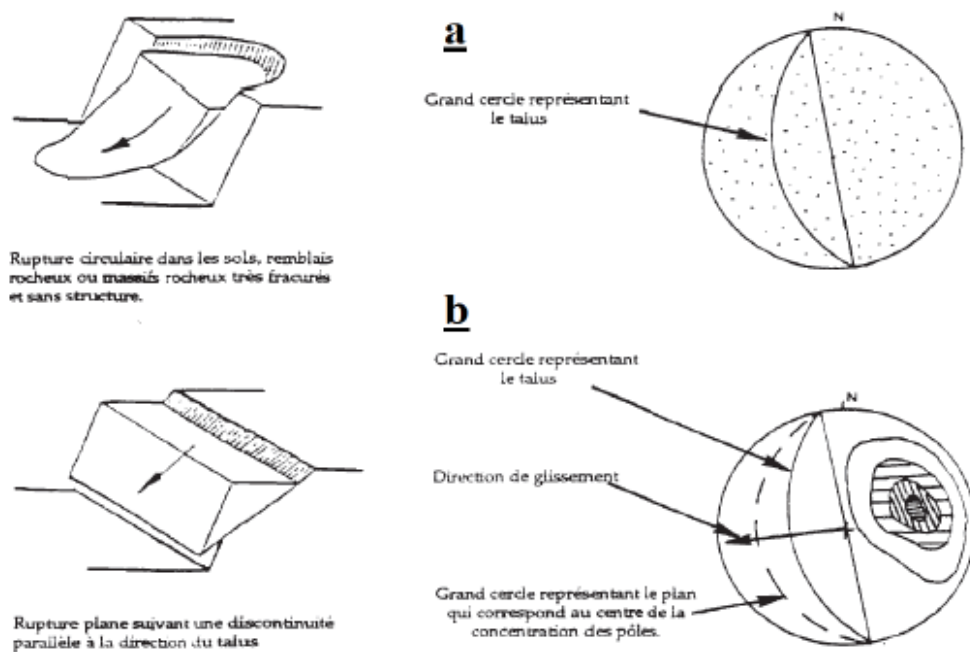 a
N
Grand cercle représentant
le talus
Rupture circulaire dans les sols, remblais
rocheux ou massifs rocheux très fracturés
et sans structure.
b
Grand cercle représentant
le talus
N
Direction de glissement
Grand cercle représentant le plan
qui correspond au centre de la
concentration des pôles.
Rupture plane suivant une discontinuité
parallèle à la direction du talus